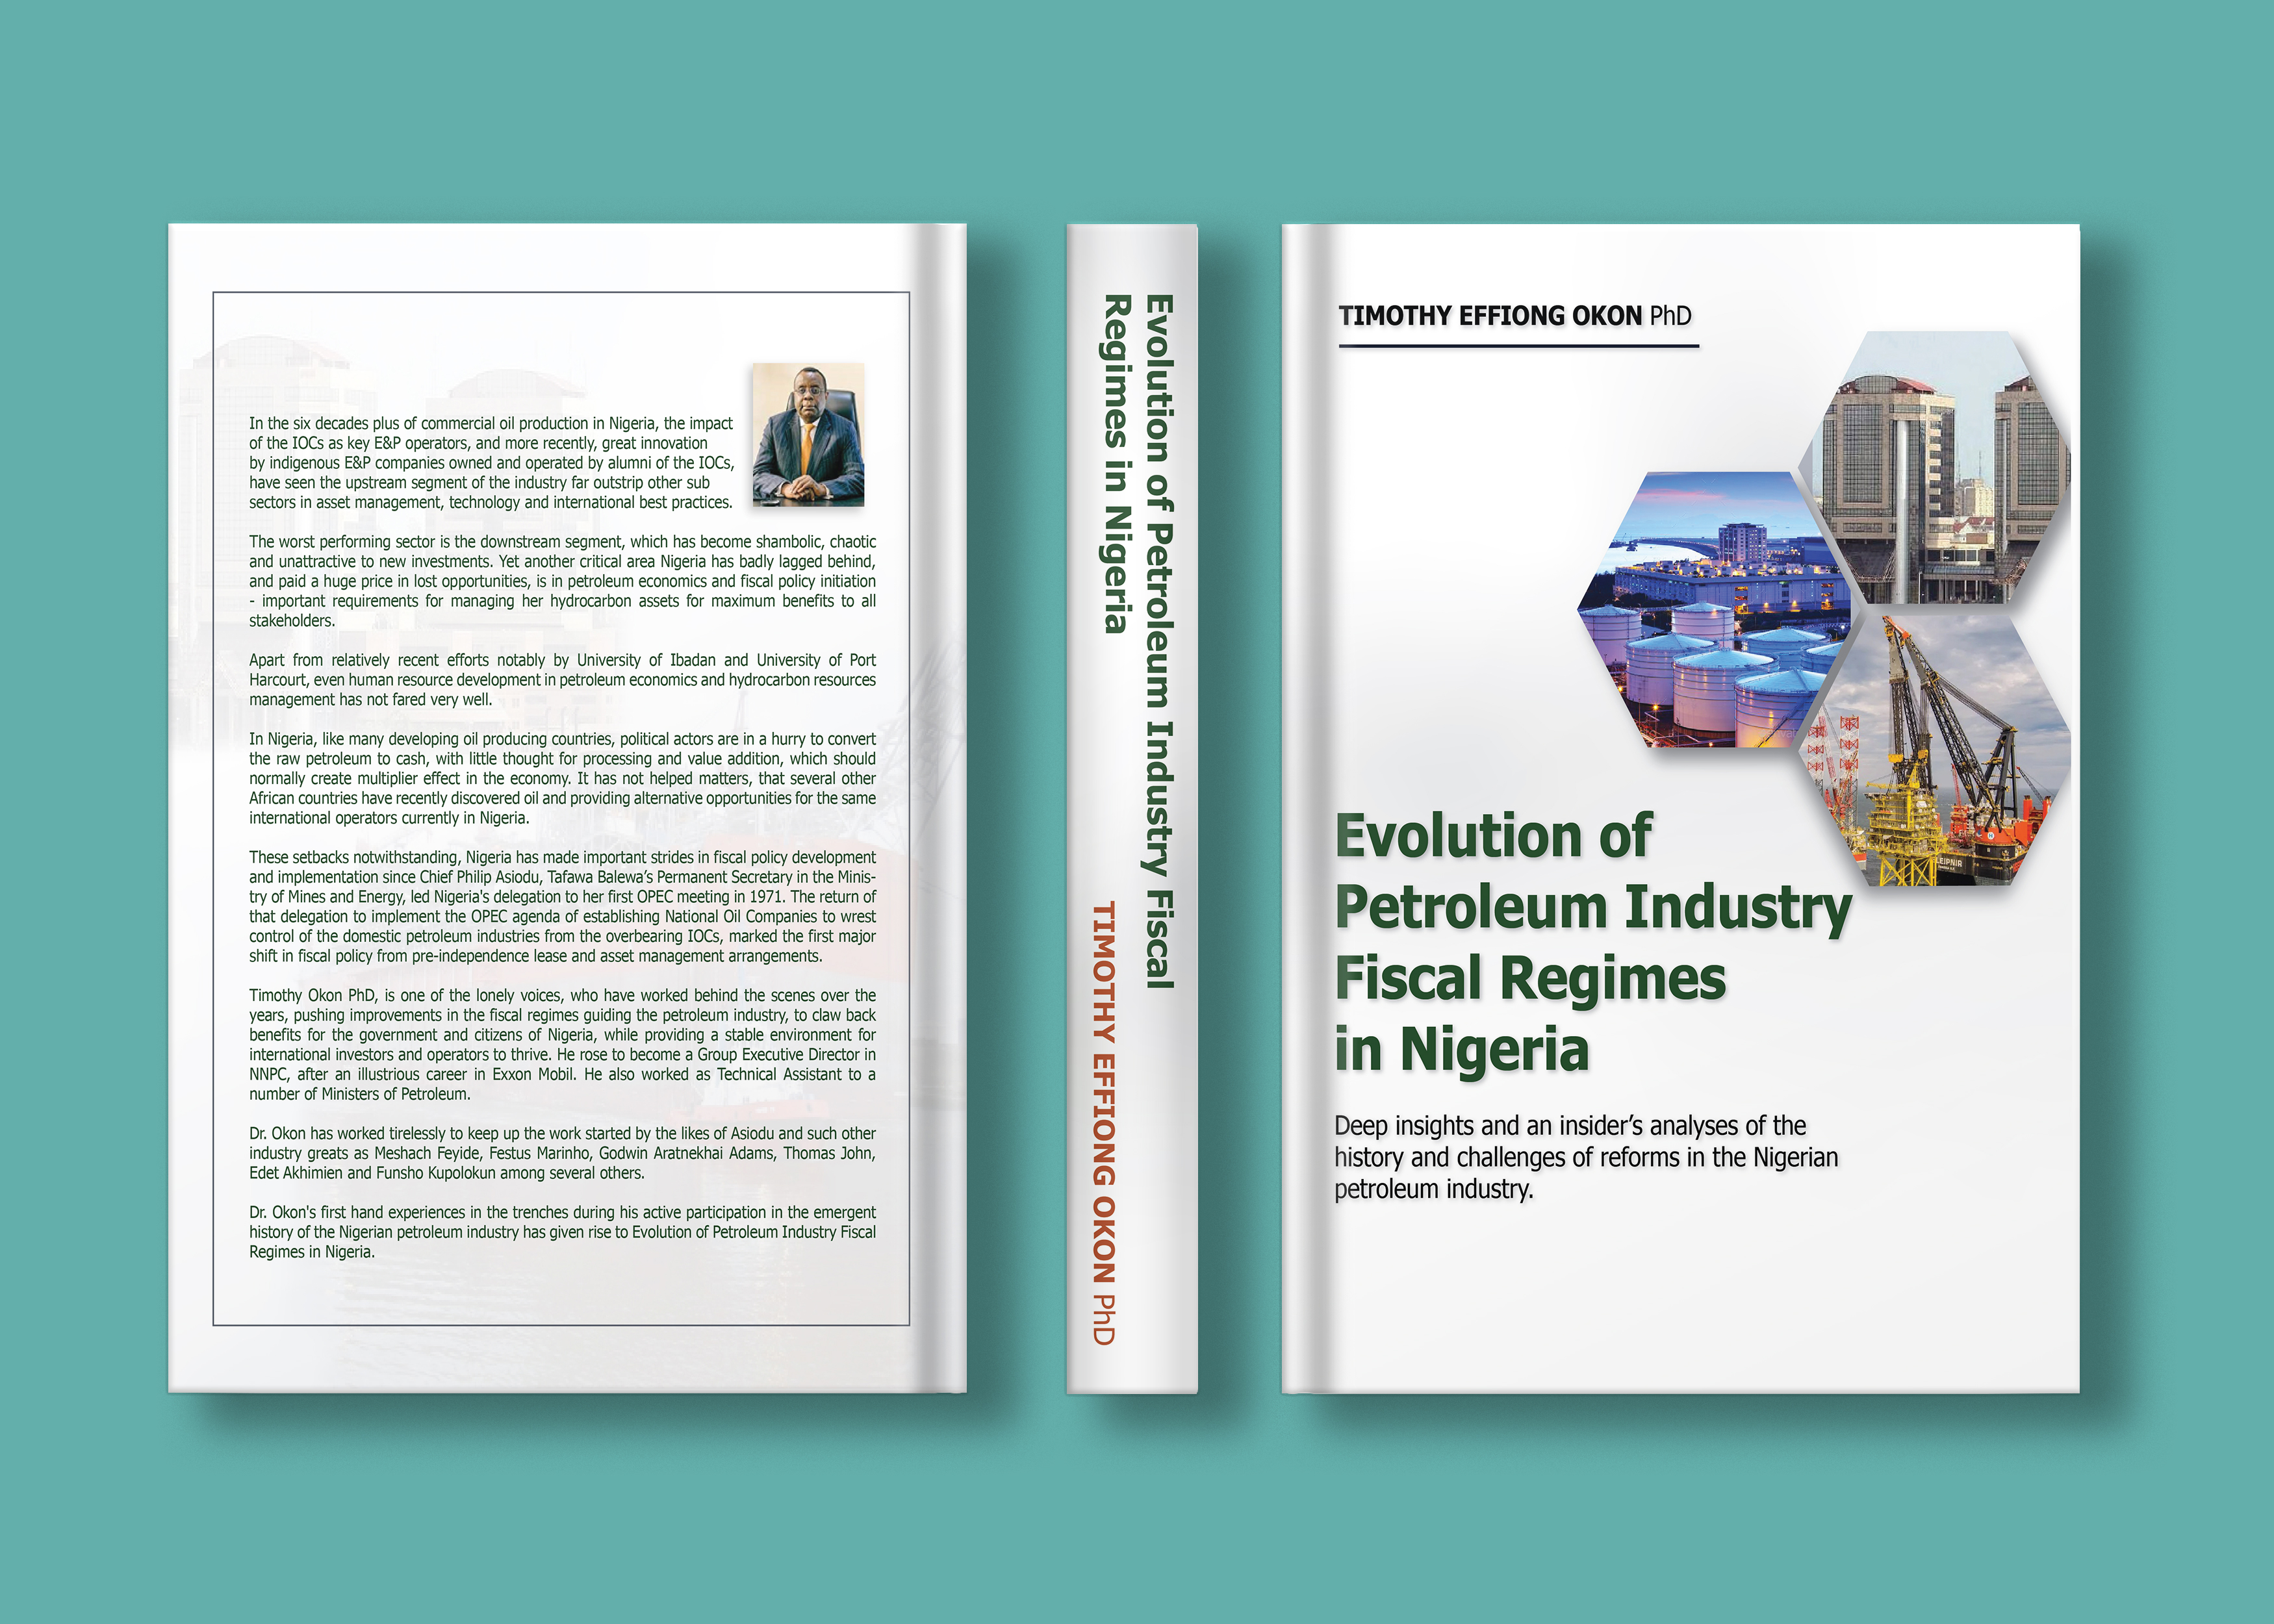 In the six decades plus of commercial oil production in Nigeria, the impact
of the IOCs as key E&P operators, and more recently, great innovation
by indigenous E&P companies owned and operated by alumni of the IOCs,
have seen the upstream segment of the industry far outstrip other sub
sectors in asset management, technology and international best practices.
The worst performing sector is the downstream segment, which has become shambolic, chaotic
and unattractive to new investments. Yet another critical area Nigeria has badly lagged behind,
and paid a huge price in lost opportunities, is in petroleum economics and fiscal policy initiation
- important requirements for managing her hydrocarbon assets for maximum benefits to all
stakeholders.
Apart from relatively recent efforts notably by University of Ibadan and University of Port
Harcourt, even human resource development in petroleum economics and hydrocarbon resources
management has not fared very well.
In Nigeria, like many developing oil producing countries, political actors are in a hurry to convert
the raw petroleum to cash, with little thought for processing and value addition, which should
normally create multiplier effect in the economy. It has not helped matters, that several other
African countries have recently discovered oil and providing alternative opportunities for the same
international operators currently in Nigeria.
These setbacks notwithstanding, Nigeria has made important strides in fiscal policy development
and implementation since Chief Philip Asiodu, Tafawa Balewa's Permanent Secretary in the Minis-
try of Mines and Energy, led Nigeria's delegation to her first OPEC meeting in 1971. The return of
that delegation to implement the OPEC agenda of establishing National Oil Companies to wrest
control of the domestic petroleum industries from the overbearing IOCs, marked the first major
shift in fiscal policy from pre-independence lease and asset management arrangements.
Timothy Okon PhD, is one of the lonely voices, who have worked behind the scenes over the
years, pushing improvements in the fiscal regimes guiding the petroleum industry, to claw back
benefits for the government and citizens of Nigeria, while providing a stable environment for
international investors and operators to thrive. He rose to become a Group Executive Director in
NNPC, after an illustrious career in Exxon Mobil. He also worked as Technical Assistant to a
number of Ministers of Petroleum.
Dr. Okon has worked tirelessly to keep up the work started by the likes of Asiodu and such other
industry greats as Meshach Feyide, Festus Marinho, Godwin Aratnekhai Adams, Thomas John,
Edet Akhimien and Funsho Kupolokun among several others.
Dr. Okon's first hand experiences in the trenches during his active participation in the emergent
history of the Nigerian petroleum industry has given rise to Evolution of Petroleum Industry Fiscal
Regimes in Nigeria.
Evolution of Petroleum Industry Fiscal
Regimes in Nigeria
TIMOTHY EFFIONG OKON PhD
TIMOTHY EFFIONG OKON PhD
Evolution of
Petroleum Industry
Fiscal Regimes
in Nigeria
Deep insights and an insider's analyses of the
history and challenges of reforms in the Nigerian
petroleum industry.